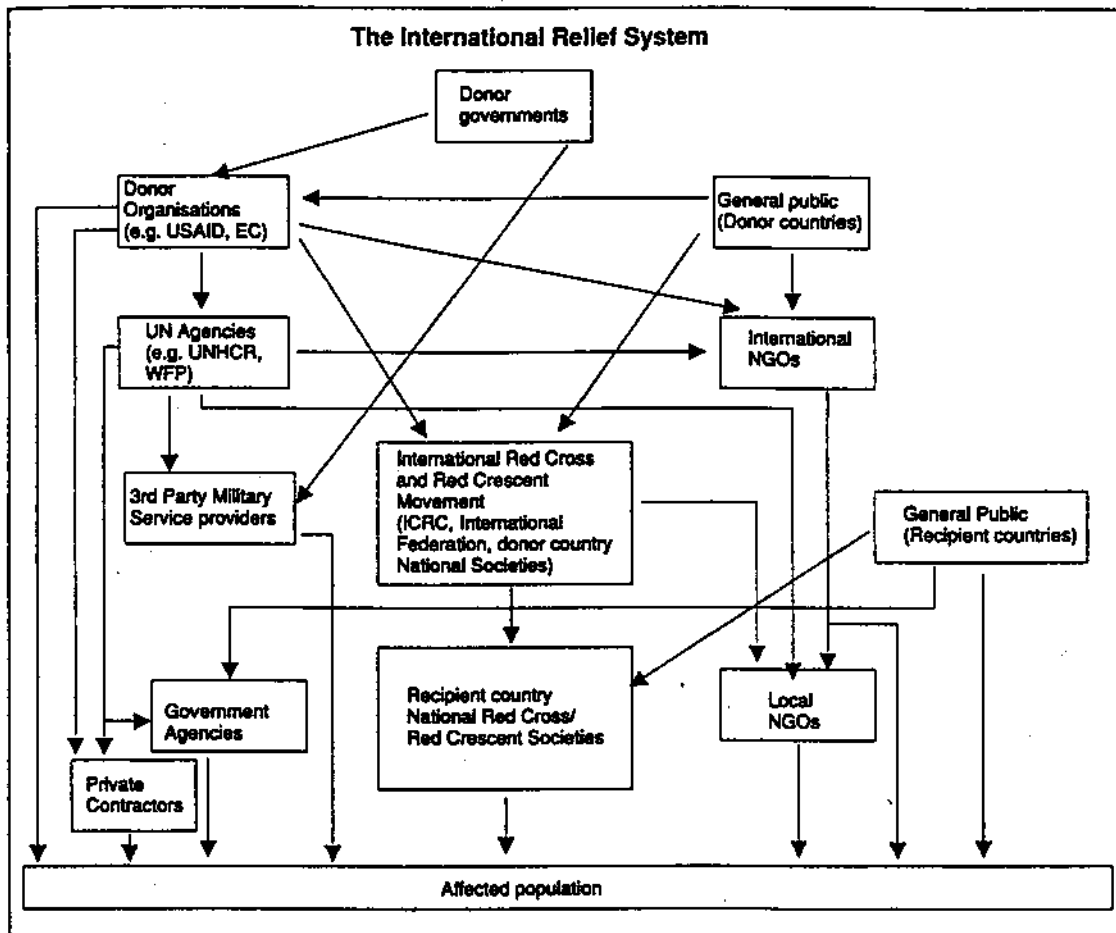 The International Relief System
Donor
governments
Donor
Organisations
(e.g. USAID, EC)
General public
(Donor countries)
UN Agencies
(e.g. UNHCR,
WFP)
International
NGOs
3rd Party Military
Service providers
International Red Cross
and Red Crescent
Movement
(ICRC, International
Federation, donor country
National Societies)
General Public
(Recipient countries)
Government
Agencies
Recipient country
National Red Cross/
Red Crescent Societies
Local
NGOs
Private
Contractors
Affected population